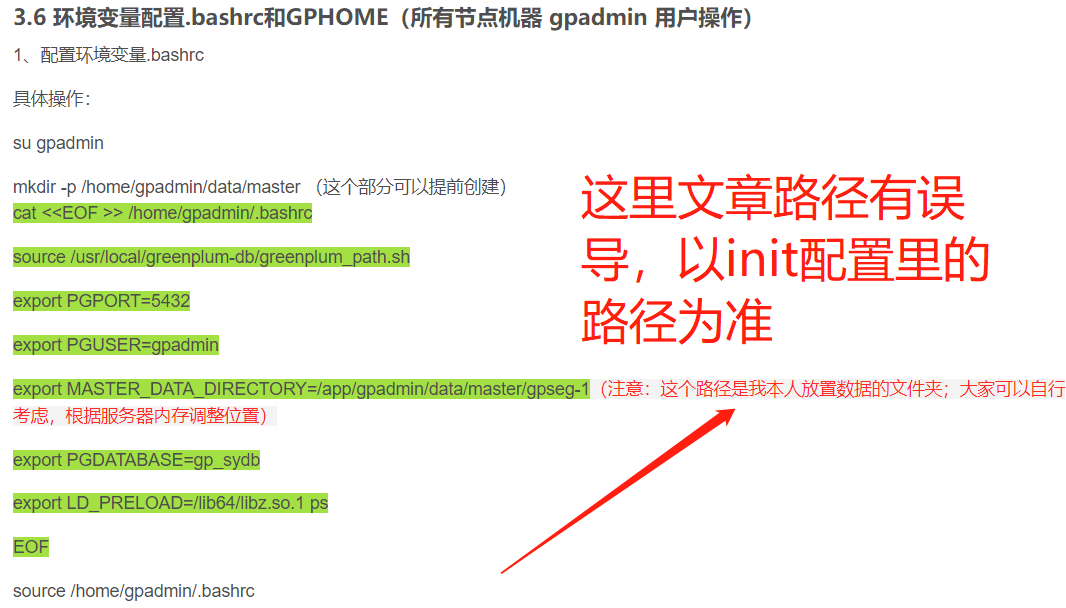 3.6 环境变量配置.bashrc和GPHOME（所有节点机器 gpadmin 用户操作）
1、配置环境变量.bashrc
具体操作：
su gpadmin
mkdir -p /home/gpadmin/data/master （这个部分可以提前创建）
cat <<EOF >> /home/gpadmin/.bashrc
source /usr/local/greenplum-db/greenplum_path.sh
export PGPORT=5432
export PGUSER=gpadmin
export MASTER_DATA_DIRECTORY=/app/gpadmin/data/master/gpseg-1（注意：这个路径是我本人放置数据的文件夹；大家可以自行
考虑，根据服务器内存调整位置）
export PGDATABASE=gp_sydb
export LD_PRELOAD=/lib64/libz.so.1 ps
EOF
source /home/gpadmin/.bashrc
这里文章路径有误
导，以init配置里的
路径为准